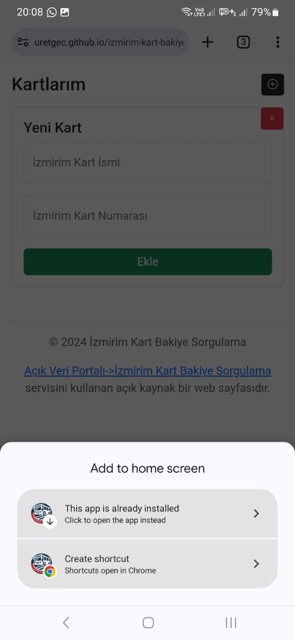 20:08
79%
uretgec.github.io/izmirim-kart-bakiy
3
Kartlarım
Yeni Kart
İzmirim Kart İsmi
İzmirim Kart Numarası
Ekle
© 2024 İzmirim Kart Bakiye Sorgulama
Açık Veri Portalı->İzmirim Kart Bakiye Sorgulama
servisini kullanan açık kaynak bir web sayfasıdır.
Add to home screen
This app is already installed
Click to open the app instead
Create shortcut
Shortcuts open in Chrome